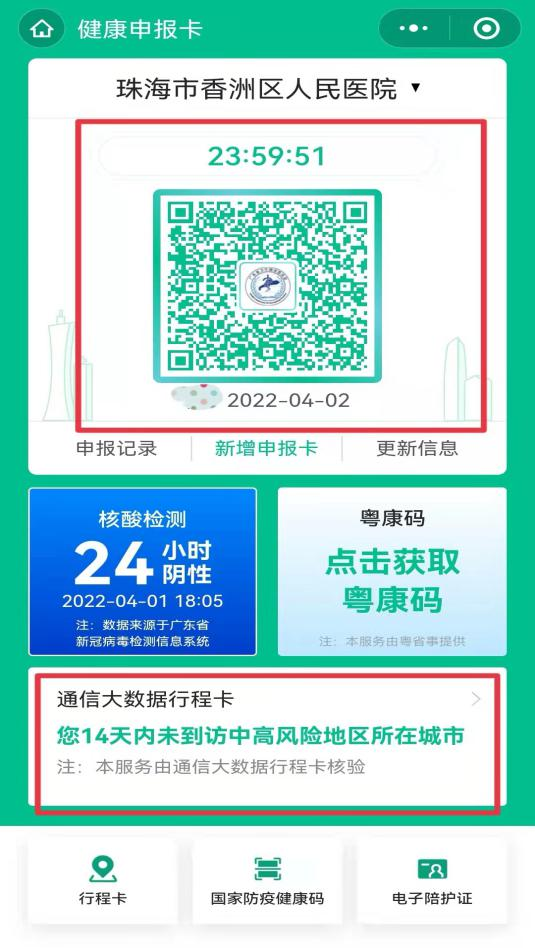 健康申报卡
珠海市香洲区人民医院
23:59:51
2022-04-02
申报记录
新增申报卡
更新信息
核酸检测
24小时
阴性
2022-04-01 18:05
注：数据来源于广东省
新冠病毒检测信息系统
粤康码
点击获取
粤康码
注：本服务由粤省事提供
通信大数据行程卡
您14天内未到访中高风险地区所在城市
注：本服务由通信大数据行程卡核验
行程卡
国家防疫健康码
电子陪护证